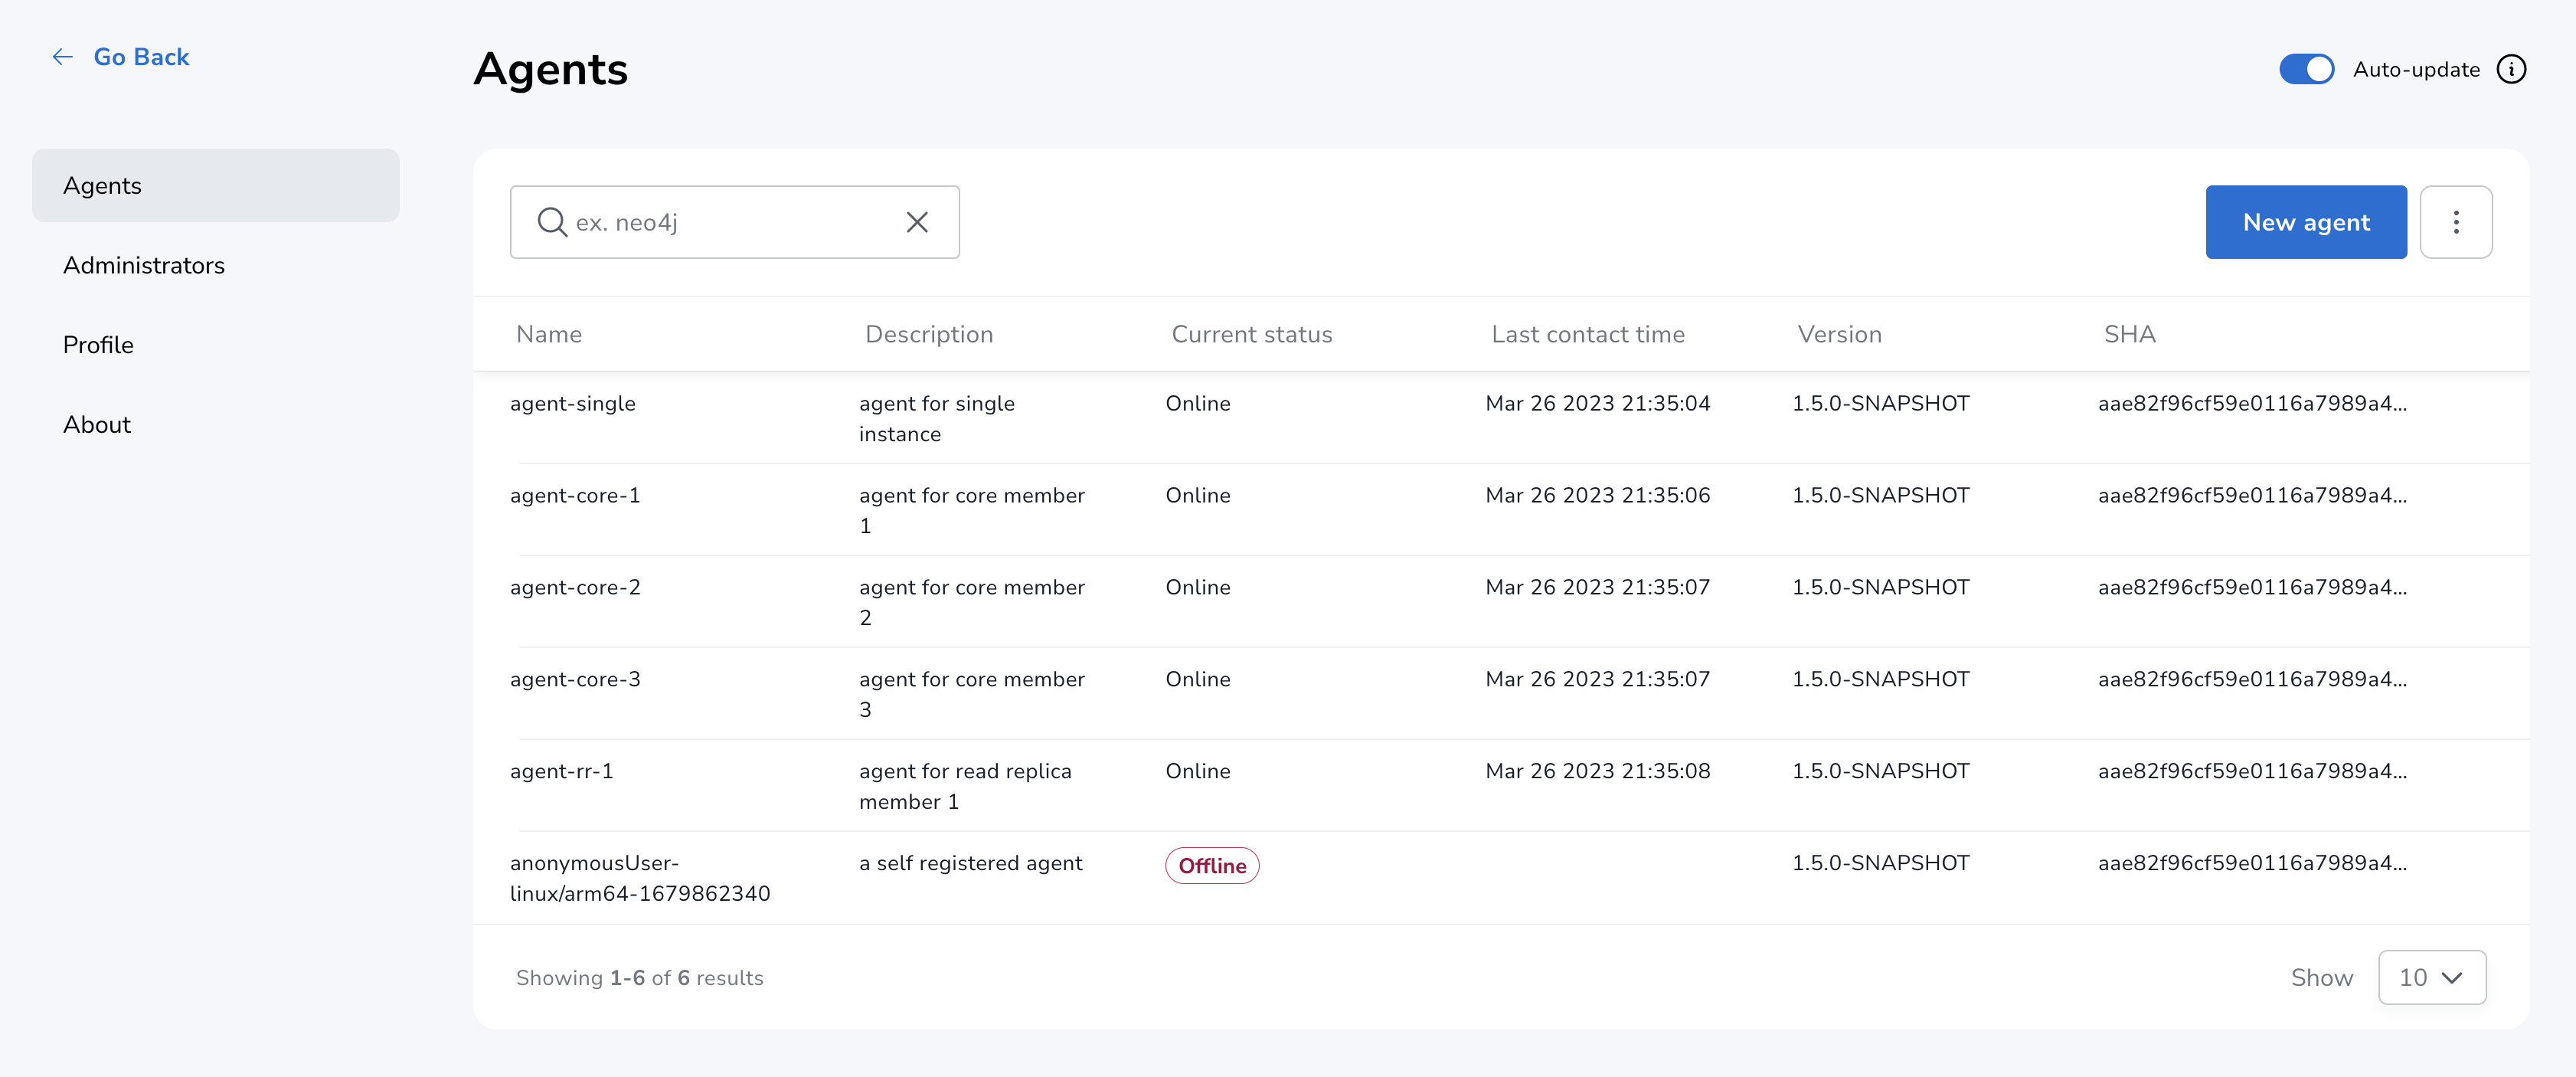 Go Back
Agents
Auto-update
Agents
Administrators
Profile
About
ex. neo4j
New agent
Name Description Current status Last contact time Version SHA
agent-single agent for single Online Mar 26 2023 21:35:04 1.5.0-SNAPSHOT aae82f96cf59e0116a7989a4...
instance
agent-core-1 agent for core member Online Mar 26 2023 21:35:06 1.5.0-SNAPSHOT aae82f96cf59e0116a7989a4...
1
agent-core-2 agent for core member Online Mar 26 2023 21:35:07 1.5.0-SNAPSHOT aae82f96cf59e0116a7989a4...
2
agent-core-3 agent for core member Online Mar 26 2023 21:35:07 1.5.0-SNAPSHOT aae82f96cf59e0116a7989a4...
3
agent-rr-1 agent for read replica Online Mar 26 2023 21:35:08 1.5.0-SNAPSHOT aae82f96cf59e0116a7989a4...
member 1
anonymousUser- a self registered agent Offline 1.5.0-SNAPSHOT aae82f96cf59e0116a7989a4...
linux/arm64-1679862340
Showing 1-6 of 6 results
Show 10